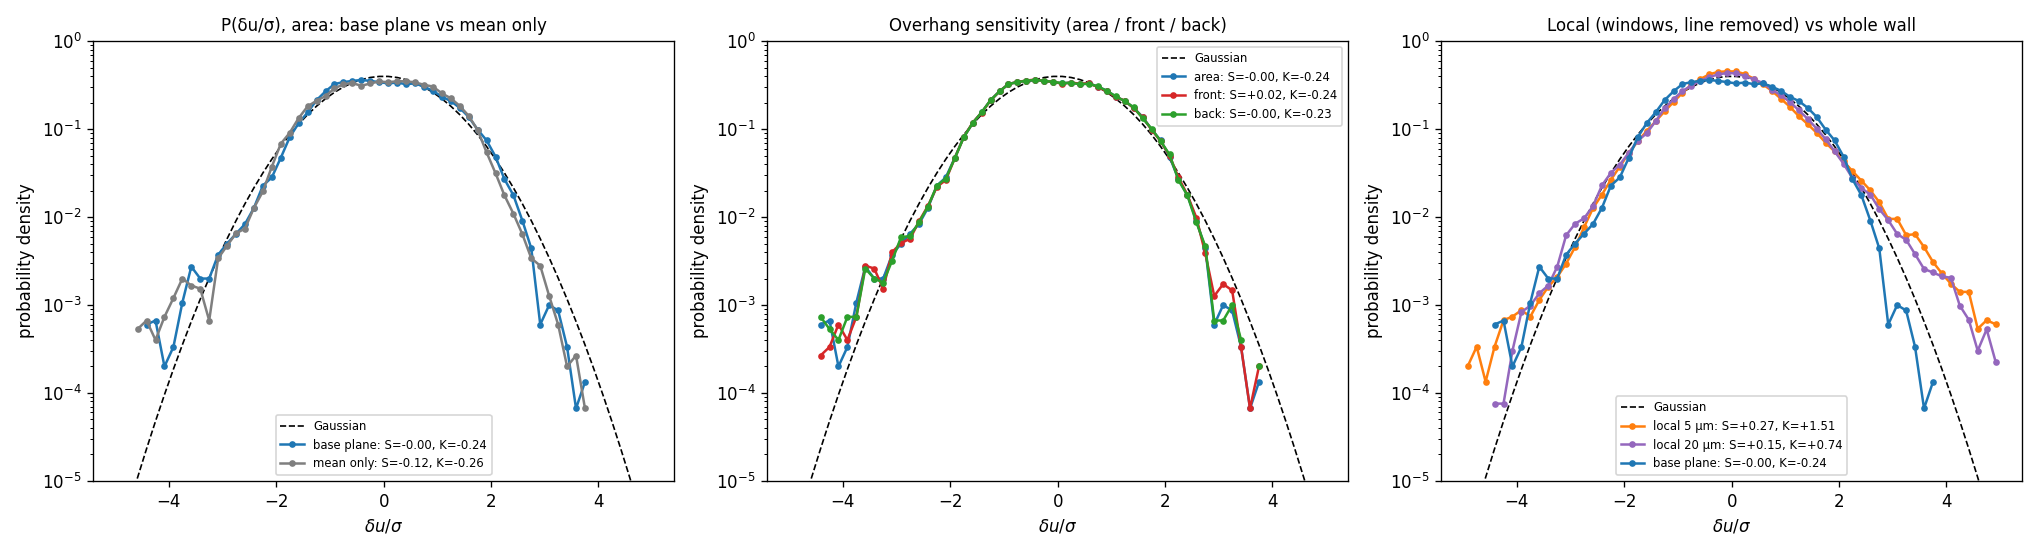 P(δu/σ), area: base plane vs mean only
probability density
10⁰
10⁻¹
10⁻²
10⁻³
10⁻⁴
10⁻⁵
Gaussian
base plane: S=-0.00, K=-0.24
mean only: S=-0.12, K=-0.26
−4 −2 0 2 4
δu/σ
Overhang sensitivity (area / front / back)
probability density
10⁰
10⁻¹
10⁻²
10⁻³
10⁻⁴
10⁻⁵
Gaussian
area: S=-0.00, K=-0.24
front: S=+0.02, K=-0.24
back: S=-0.00, K=-0.23
−4 −2 0 2 4
δu/σ
Local (windows, line removed) vs whole wall
probability density
10⁰
10⁻¹
10⁻²
10⁻³
10⁻⁴
10⁻⁵
Gaussian
local 5 µm: S=+0.27, K=+1.51
local 20 µm: S=+0.15, K=+0.74
base plane: S=-0.00, K=-0.24
−4 −2 0 2 4
δu/σ